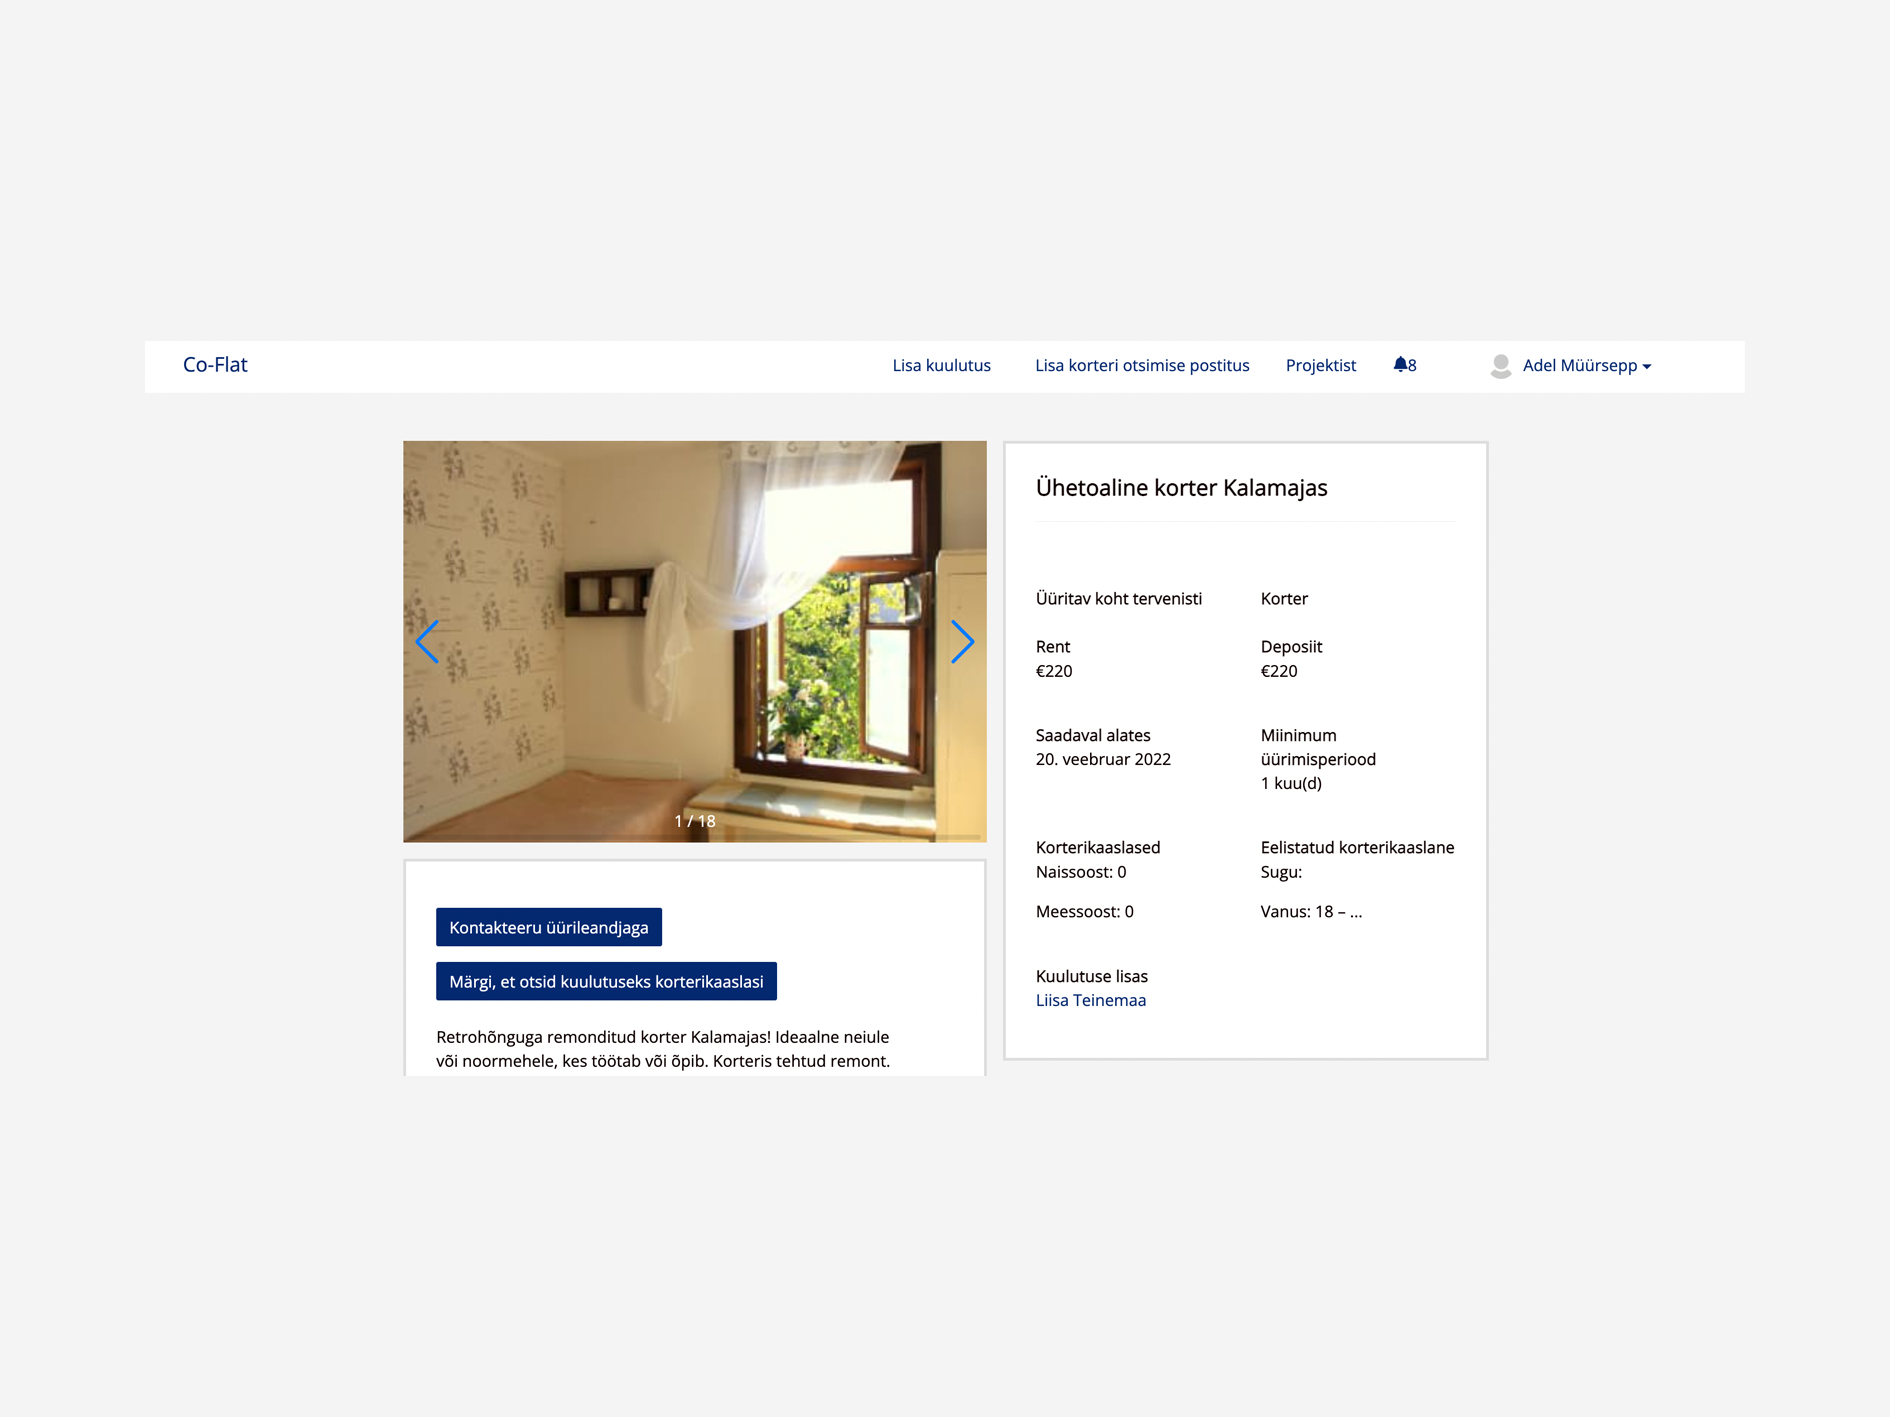 Co-Flat
Lisa kuulutus
Lisa korteri otsimise postitus
Projektist
8
Adel Müürsepp
1 / 18
Kontakteeru üürileandjaga
Märgi, et otsid kuulutuseks korterikaaslasi
Retrohõnguga remonditud korter Kalamajas! Ideaalne neiule
või noormehele, kes töötab või õpib. Korteris tehtud remont.
Ühetoaline korter Kalamajas
Üüritav koht tervenisti
Korter
Rent
€220
Deposiit
€220
Saadaval alates
20. veebruar 2022
Miinimum
üürimisperiood
1 kuu(d)
Korterikaaslased
Naissoost: 0
Meessoost: 0
Eelistatud korterikaaslane
Sugu:
Vanus: 18 – ...
Kuulutuse lisas
Liisa Teinemaa